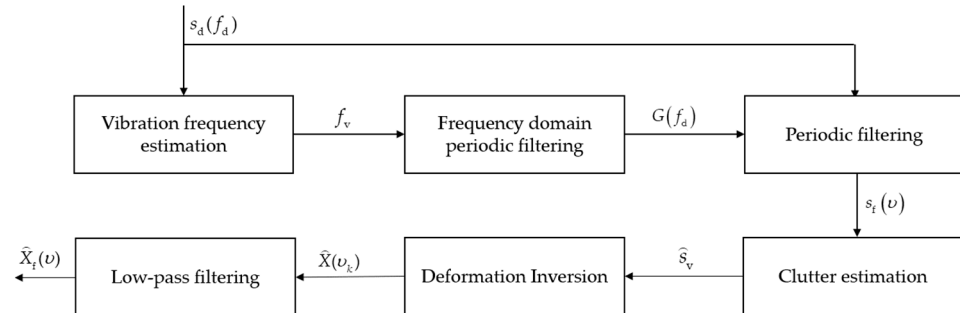 s_d(f_d)
Vibration frequency
estimation
f_v
Frequency domain
periodic filtering
G(f_d)
Periodic filtering
s_f(υ)
X̂_f(υ)
Low-pass filtering
X̂(υ_k)
Deformation Inversion
ŝ_v
Clutter estimation